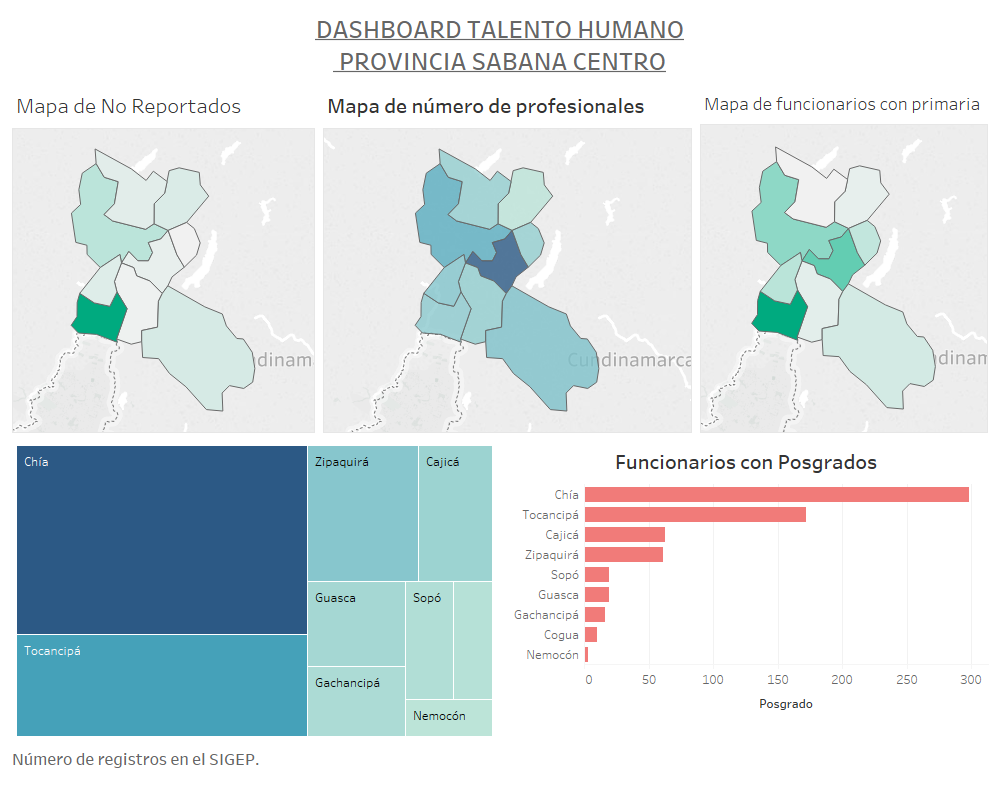 DASHBOARD TALENTO HUMANO
PROVINCIA SABANA CENTRO
Mapa de No Reportados
Mapa de número de profesionales
Mapa de funcionarios con primaria
dinam
Cundinamarca
dinam
Chía
Zipaquirá
Cajicá
Guasca
Sopó
Tocancipá
Gachancipá
Nemocón
Funcionarios con Posgrados
Chía
Tocancipá
Cajicá
Zipaquirá
Sopó
Guasca
Gachancipá
Cogua
Nemocón
0 50 100 150 200 250 300
Posgrado
Número de registros en el SIGEP.